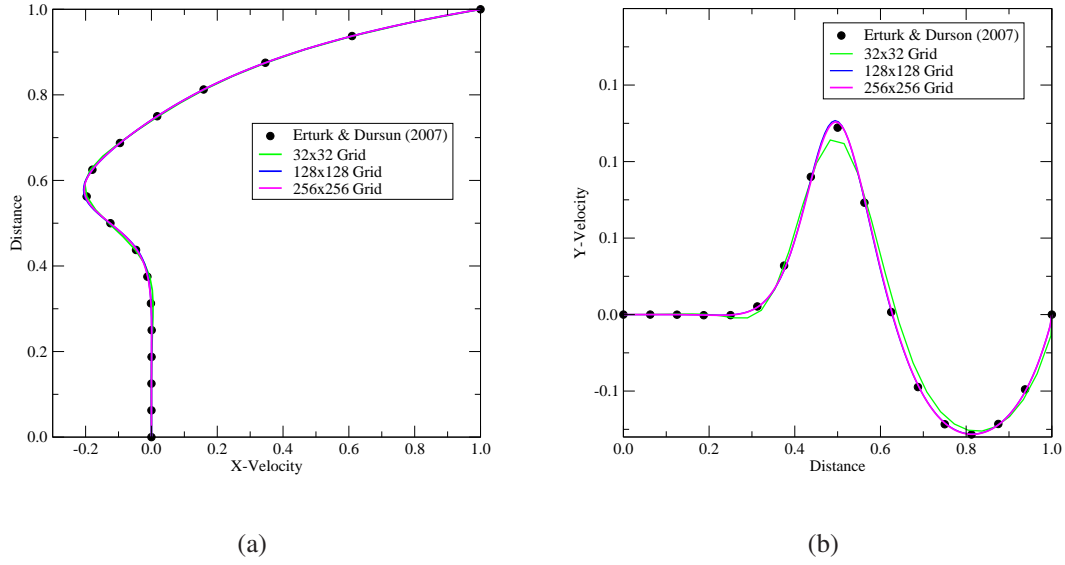 1.0
0.8
0.6
0.4
0.2
0.0
Distance
-0.2
0.0
0.2
0.4
0.6
0.8
1.0
X-Velocity
Erturk & Dursun (2007)
32x32 Grid
128x128 Grid
256x256 Grid
(a)
0.1
0.1
0.1
0.0
-0.1
Y-Velocity
0.0
0.2
0.4
0.6
0.8
1.0
Distance
Erturk & Durson (2007)
32x32 Grid
128x128 Grid
256x256 Grid
(b)